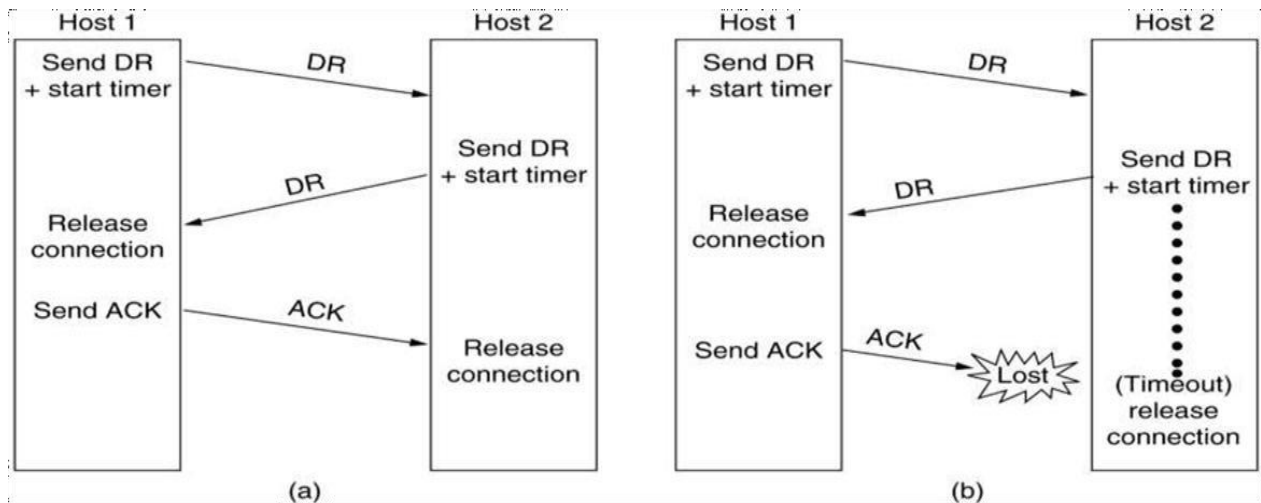 Host 1
Host 2
Send DR
+ start timer
DR
Send DR
+ start timer
DR
Release
connection
Send ACK
ACK
Release
connection
(a)
Host 1
Host 2
Send DR
+ start timer
DR
Send DR
+ start timer
DR
Release
connection
Send ACK
ACK
Lost
(Timeout)
release
connection
(b)